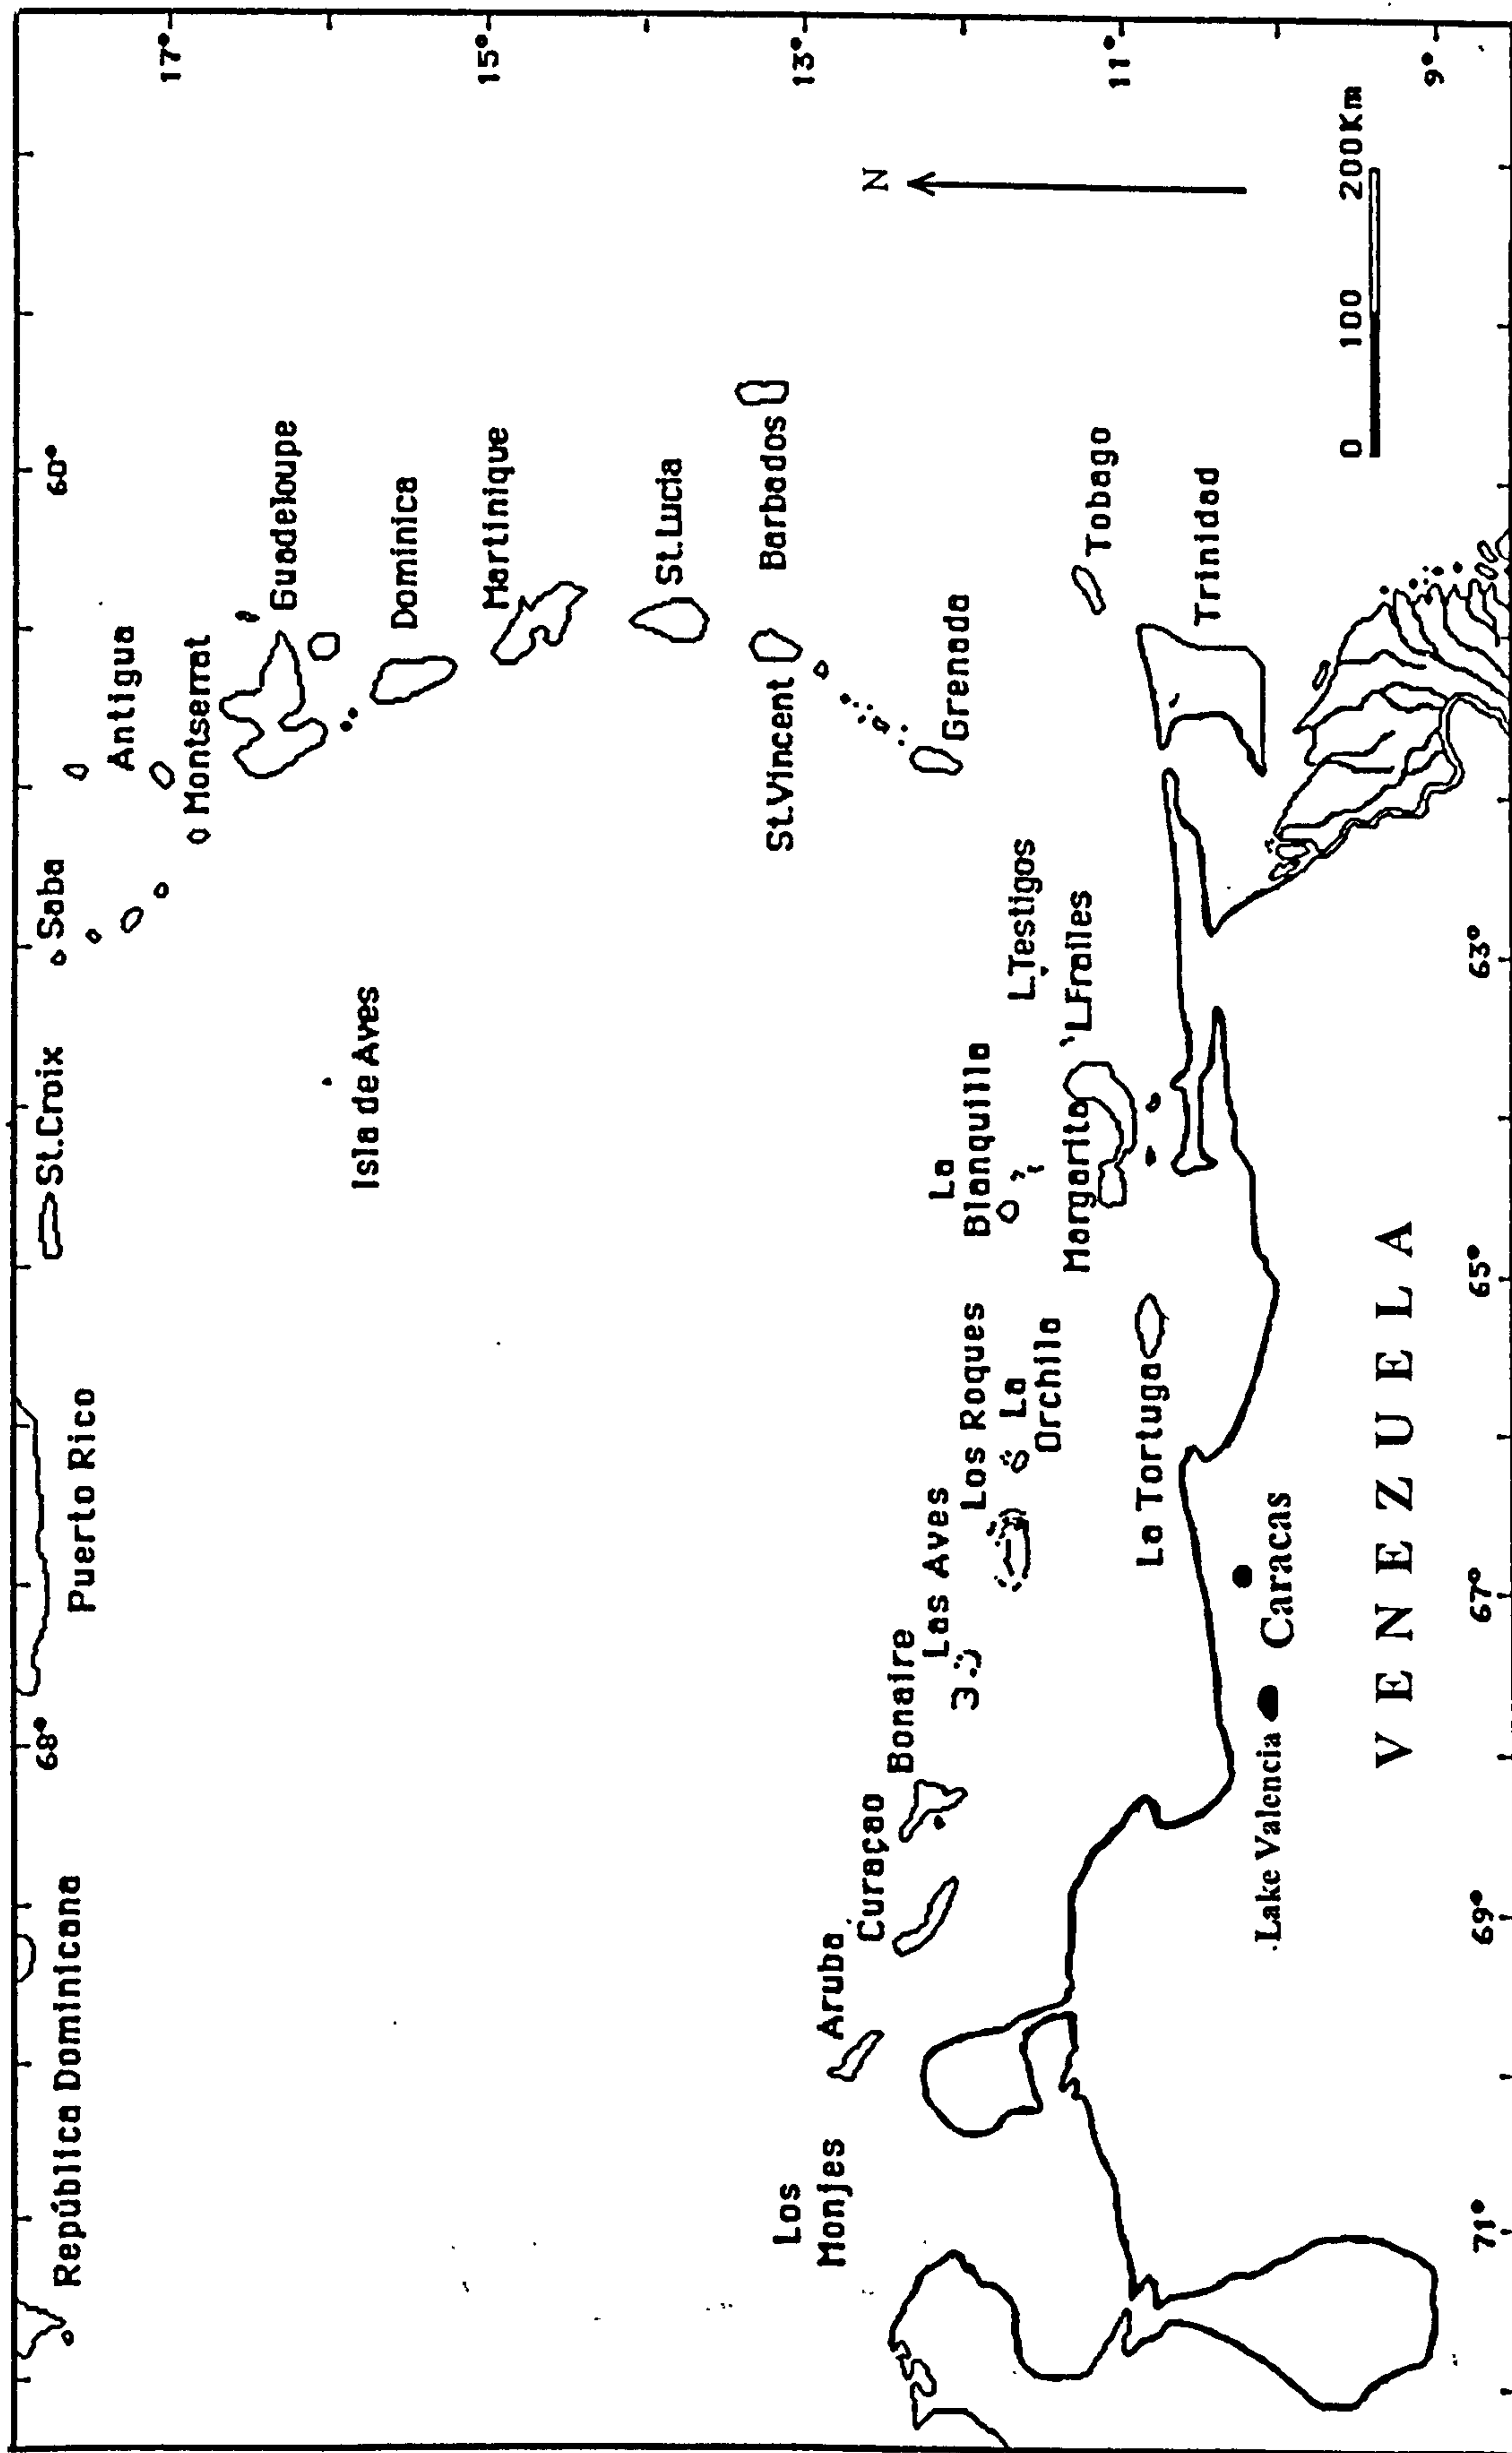 República Dominicana
68°
Puerto Rico
St.Croix
Saba
60°
Antigua
17°
Montserrat
Guadeloupe
Isla de Aves
Dominica
Martinique
15°
St.Lucia
St.Vincent
Barbados
13°
Los
Monjes
Aruba
Curaçao
Bonaire
Las Aves
Los Roques
La
Orchila
La
Blanquilla
L.Testigos
L.Frailes
Margarita
Grenada
N
Tobago
11°
La Tortuga
Trinidad
Caracas
Lake Valencia
0 100 200Km
VENEZUELA
9°
71°
69°
67°
65°
63°